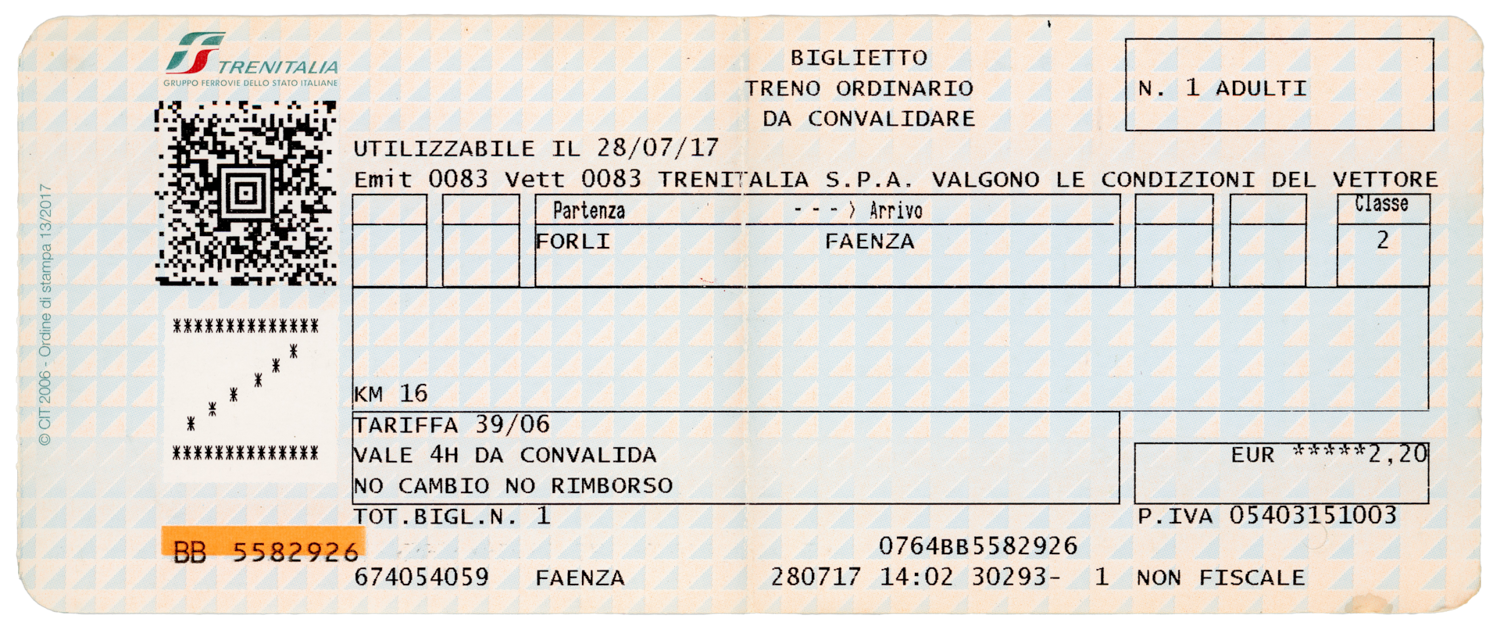 TRENITALIA
GRUPPO FERROVIE DELLO STATO ITALIANE
BIGLIETTO
TRENO ORDINARIO
DA CONVALIDARE
N. 1 ADULTI
UTILIZZABILE IL 28/07/17
Emit 0083 Vett 0083 TRENITALIA S.P.A. VALGONO LE CONDIZIONI DEL VETTORE
Partenza - - - > Arrivo Classe
FORLI FAENZA 2
© CIT 2006 - Ordine di stampa 13/2017
**************
*
*
*
*
*
*
**************
KM 16
TARIFFA 39/06
VALE 4H DA CONVALIDA
NO CAMBIO NO RIMBORSO
EUR *****2,20
TOT.BIGL.N. 1
P.IVA 05403151003
BB 5582926
0764BB5582926
674054059 FAENZA 280717 14:02 30293- 1 NON FISCALE